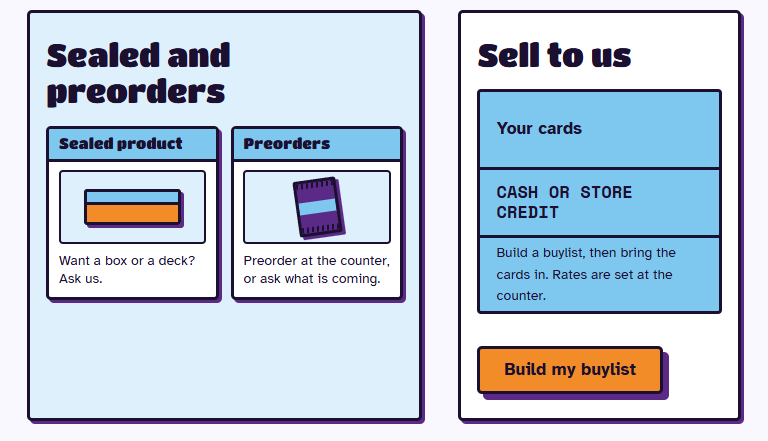 Sealed and
preorders
Sealed product
Want a box or a deck?
Ask us.
Preorders
Preorder at the counter,
or ask what is coming.
Sell to us
Your cards
CASH OR STORE
CREDIT
Build a buylist, then bring the
cards in. Rates are set at the
counter.
Build my buylist